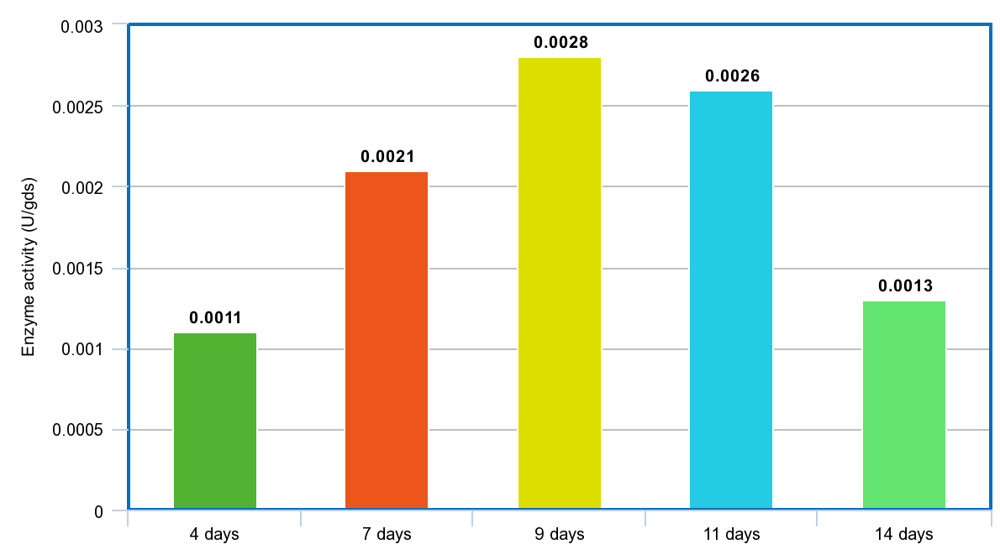 0.003
0.0025
0.002
0.0015
0.001
0.0005
0
Enzyme activity (U/gds)
0.0011
0.0021
0.0028
0.0026
0.0013
4 days
7 days
9 days
11 days
14 days